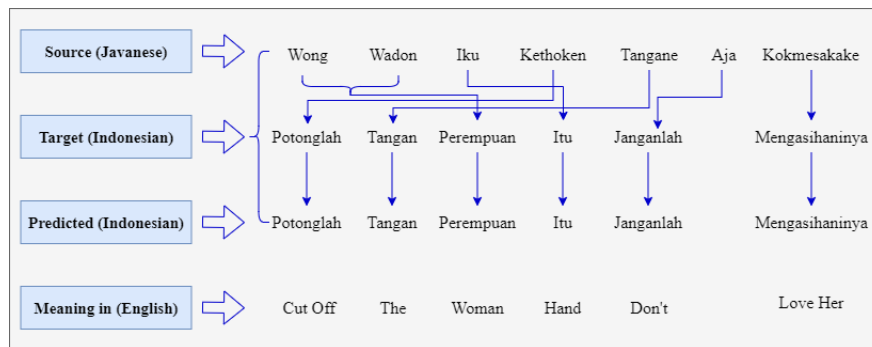 Source (Javanese) Wong Wadon Iku Kethoken Tangane Aja Kokmesakake
Target (Indonesian) Potonglah Tangan Perempuan Itu Janganlah Mengasihaninya
Predicted (Indonesian) Potonglah Tangan Perempuan Itu Janganlah Mengasihaninya
Meaning in (English) Cut Off The Woman Hand Don't Love Her